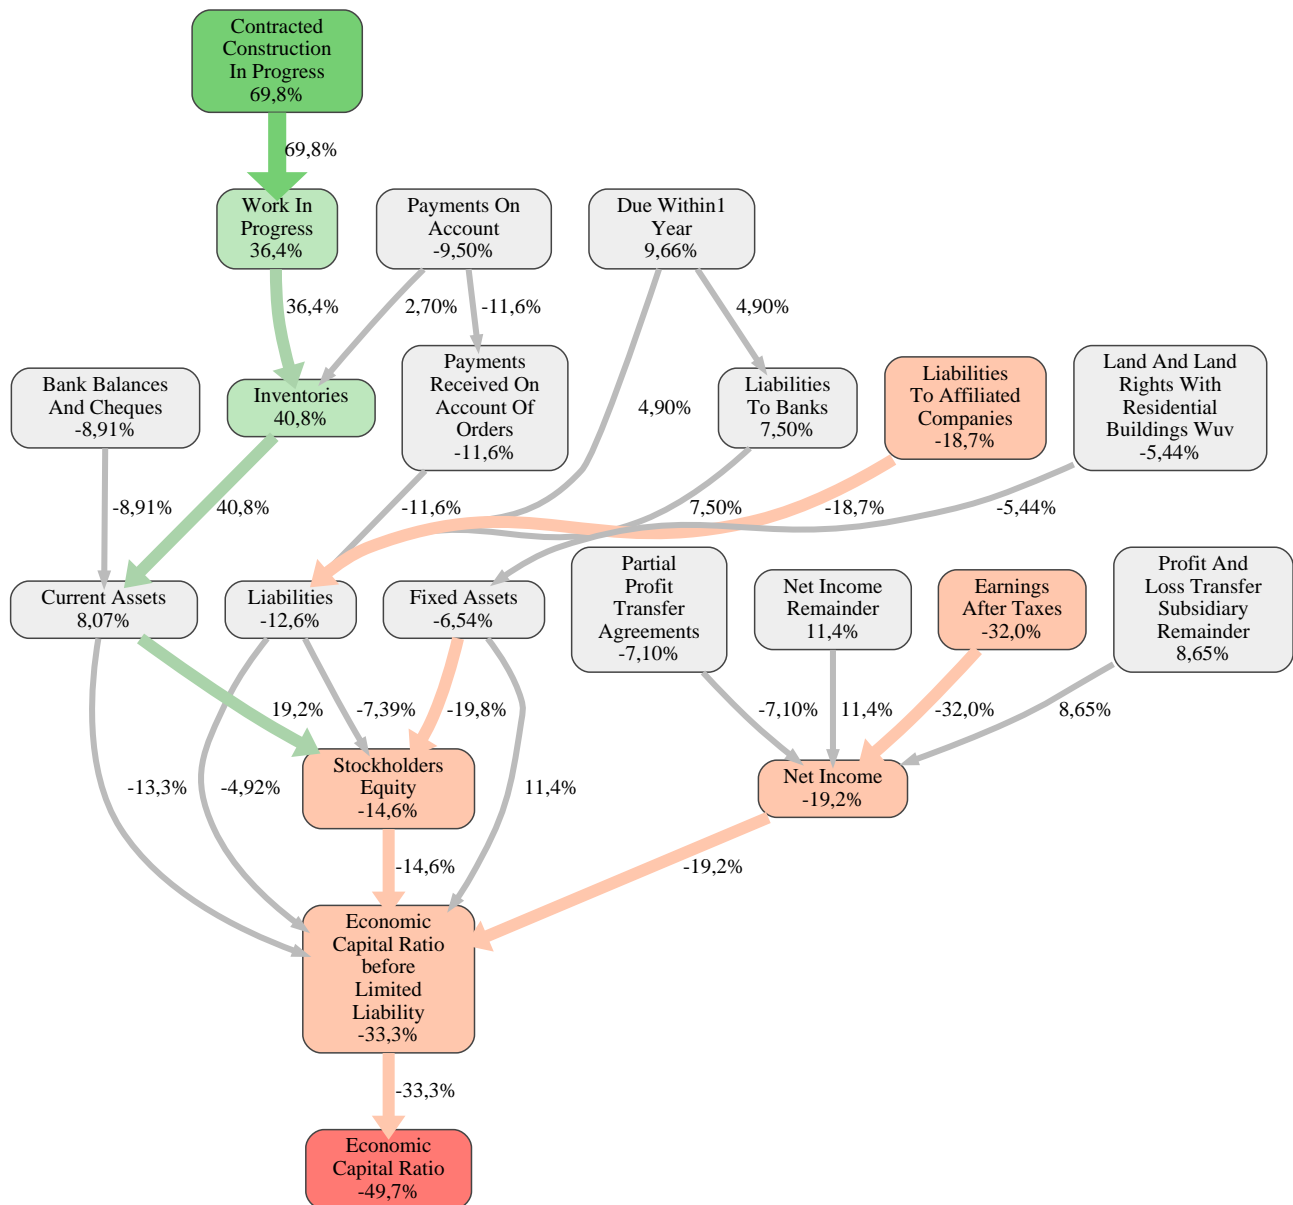 Contracted
Construction
In Progress
69,8%
69,8%
Work In
Progress
36,4%
Payments On
Account
-9,50%
Due Within1
Year
9,66%
36,4%
2,70%
-11,6%
4,90%
Bank Balances
And Cheques
-8,91%
Inventories
40,8%
Payments
Received On
Account Of
Orders
-11,6%
4,90%
Liabilities
To Banks
7,50%
Liabilities
To Affiliated
Companies
-18,7%
Land And Land
Rights With
Residential
Buildings Wuv
-5,44%
-8,91%
40,8%
-11,6%
7,50%
-18,7%
-5,44%
Current Assets
8,07%
Liabilities
-12,6%
Fixed Assets
-6,54%
Partial
Profit
Transfer
Agreements
-7,10%
Net Income
Remainder
11,4%
Earnings
After Taxes
-32,0%
Profit And
Loss Transfer
Subsidiary
Remainder
8,65%
19,2%
-7,39%
-19,8%
-7,10%
11,4%
-32,0%
8,65%
-13,3%
-4,92%
Stockholders
Equity
-14,6%
11,4%
Net Income
-19,2%
-14,6%
-19,2%
Economic
Capital Ratio
before
Limited
Liability
-33,3%
-33,3%
Economic
Capital Ratio
-49,7%